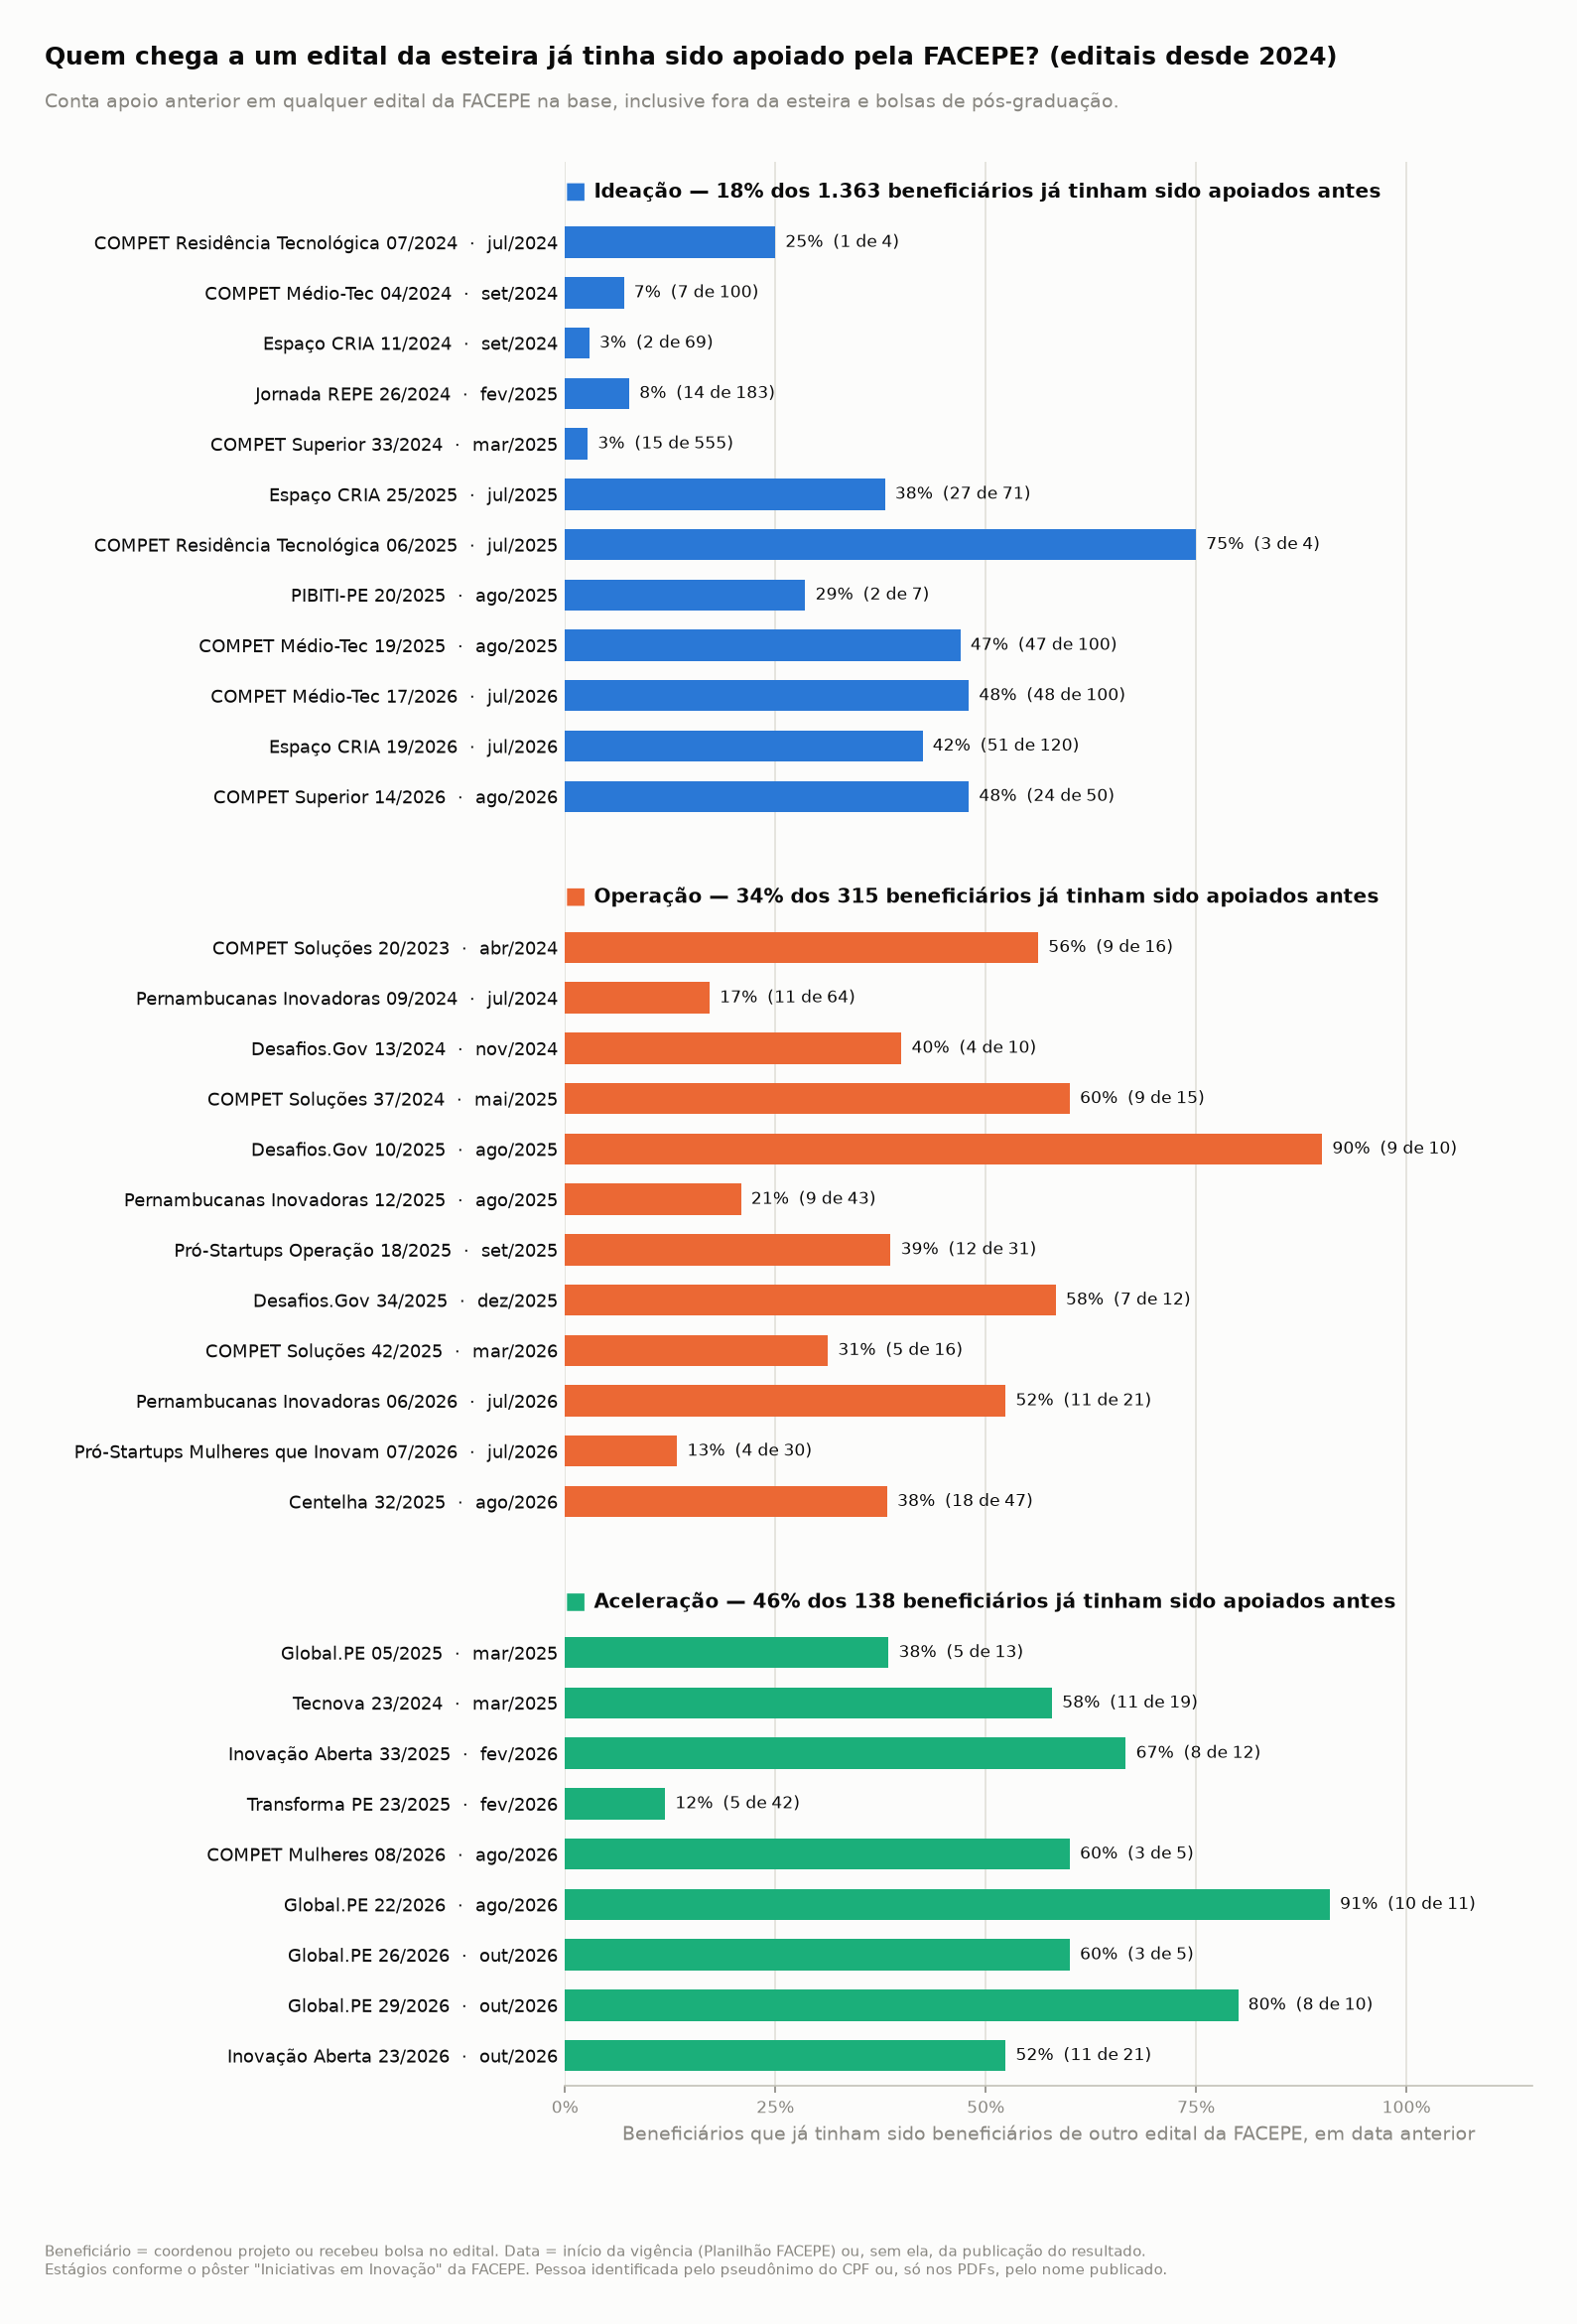 Quem chega a um edital da esteira já tinha sido apoiado pela FACEPE? (editais desde 2024)
Conta apoio anterior em qualquer edital da FACEPE na base, inclusive fora da esteira e bolsas de pós-graduação.
Ideação — 18% dos 1.363 beneficiários já tinham sido apoiados antes
COMPET Residência Tecnológica 07/2024 · jul/2024 25% (1 de 4)
COMPET Médio-Tec 04/2024 · set/2024 7% (7 de 100)
Espaço CRIA 11/2024 · set/2024 3% (2 de 69)
Jornada REPE 26/2024 · fev/2025 8% (14 de 183)
COMPET Superior 33/2024 · mar/2025 3% (15 de 555)
Espaço CRIA 25/2025 · jul/2025 38% (27 de 71)
COMPET Residência Tecnológica 06/2025 · jul/2025 75% (3 de 4)
PIBITI-PE 20/2025 · ago/2025 29% (2 de 7)
COMPET Médio-Tec 19/2025 · ago/2025 47% (47 de 100)
COMPET Médio-Tec 17/2026 · jul/2026 48% (48 de 100)
Espaço CRIA 19/2026 · jul/2026 42% (51 de 120)
COMPET Superior 14/2026 · ago/2026 48% (24 de 50)
Operação — 34% dos 315 beneficiários já tinham sido apoiados antes
COMPET Soluções 20/2023 · abr/2024 56% (9 de 16)
Pernambucanas Inovadoras 09/2024 · jul/2024 17% (11 de 64)
Desafios.Gov 13/2024 · nov/2024 40% (4 de 10)
COMPET Soluções 37/2024 · mai/2025 60% (9 de 15)
Desafios.Gov 10/2025 · ago/2025 90% (9 de 10)
Pernambucanas Inovadoras 12/2025 · ago/2025 21% (9 de 43)
Pró-Startups Operação 18/2025 · set/2025 39% (12 de 31)
Desafios.Gov 34/2025 · dez/2025 58% (7 de 12)
COMPET Soluções 42/2025 · mar/2026 31% (5 de 16)
Pernambucanas Inovadoras 06/2026 · jul/2026 52% (11 de 21)
Pró-Startups Mulheres que Inovam 07/2026 · jul/2026 13% (4 de 30)
Centelha 32/2025 · ago/2026 38% (18 de 47)
Aceleração — 46% dos 138 beneficiários já tinham sido apoiados antes
Global.PE 05/2025 · mar/2025 38% (5 de 13)
Tecnova 23/2024 · mar/2025 58% (11 de 19)
Inovação Aberta 33/2025 · fev/2026 67% (8 de 12)
Transforma PE 23/2025 · fev/2026 12% (5 de 42)
COMPET Mulheres 08/2026 · ago/2026 60% (3 de 5)
Global.PE 22/2026 · ago/2026 91% (10 de 11)
Global.PE 26/2026 · out/2026 60% (3 de 5)
Global.PE 29/2026 · out/2026 80% (8 de 10)
Inovação Aberta 23/2026 · out/2026 52% (11 de 21)
0% 25% 50% 75% 100%
Beneficiários que já tinham sido beneficiários de outro edital da FACEPE, em data anterior
Beneficiário = coordenou projeto ou recebeu bolsa no edital. Data = início da vigência (Planilhão FACEPE) ou, sem ela, da publicação do resultado.
Estágios conforme o pôster "Iniciativas em Inovação" da FACEPE. Pessoa identificada pelo pseudônimo do CPF ou, só nos PDFs, pelo nome publicado.